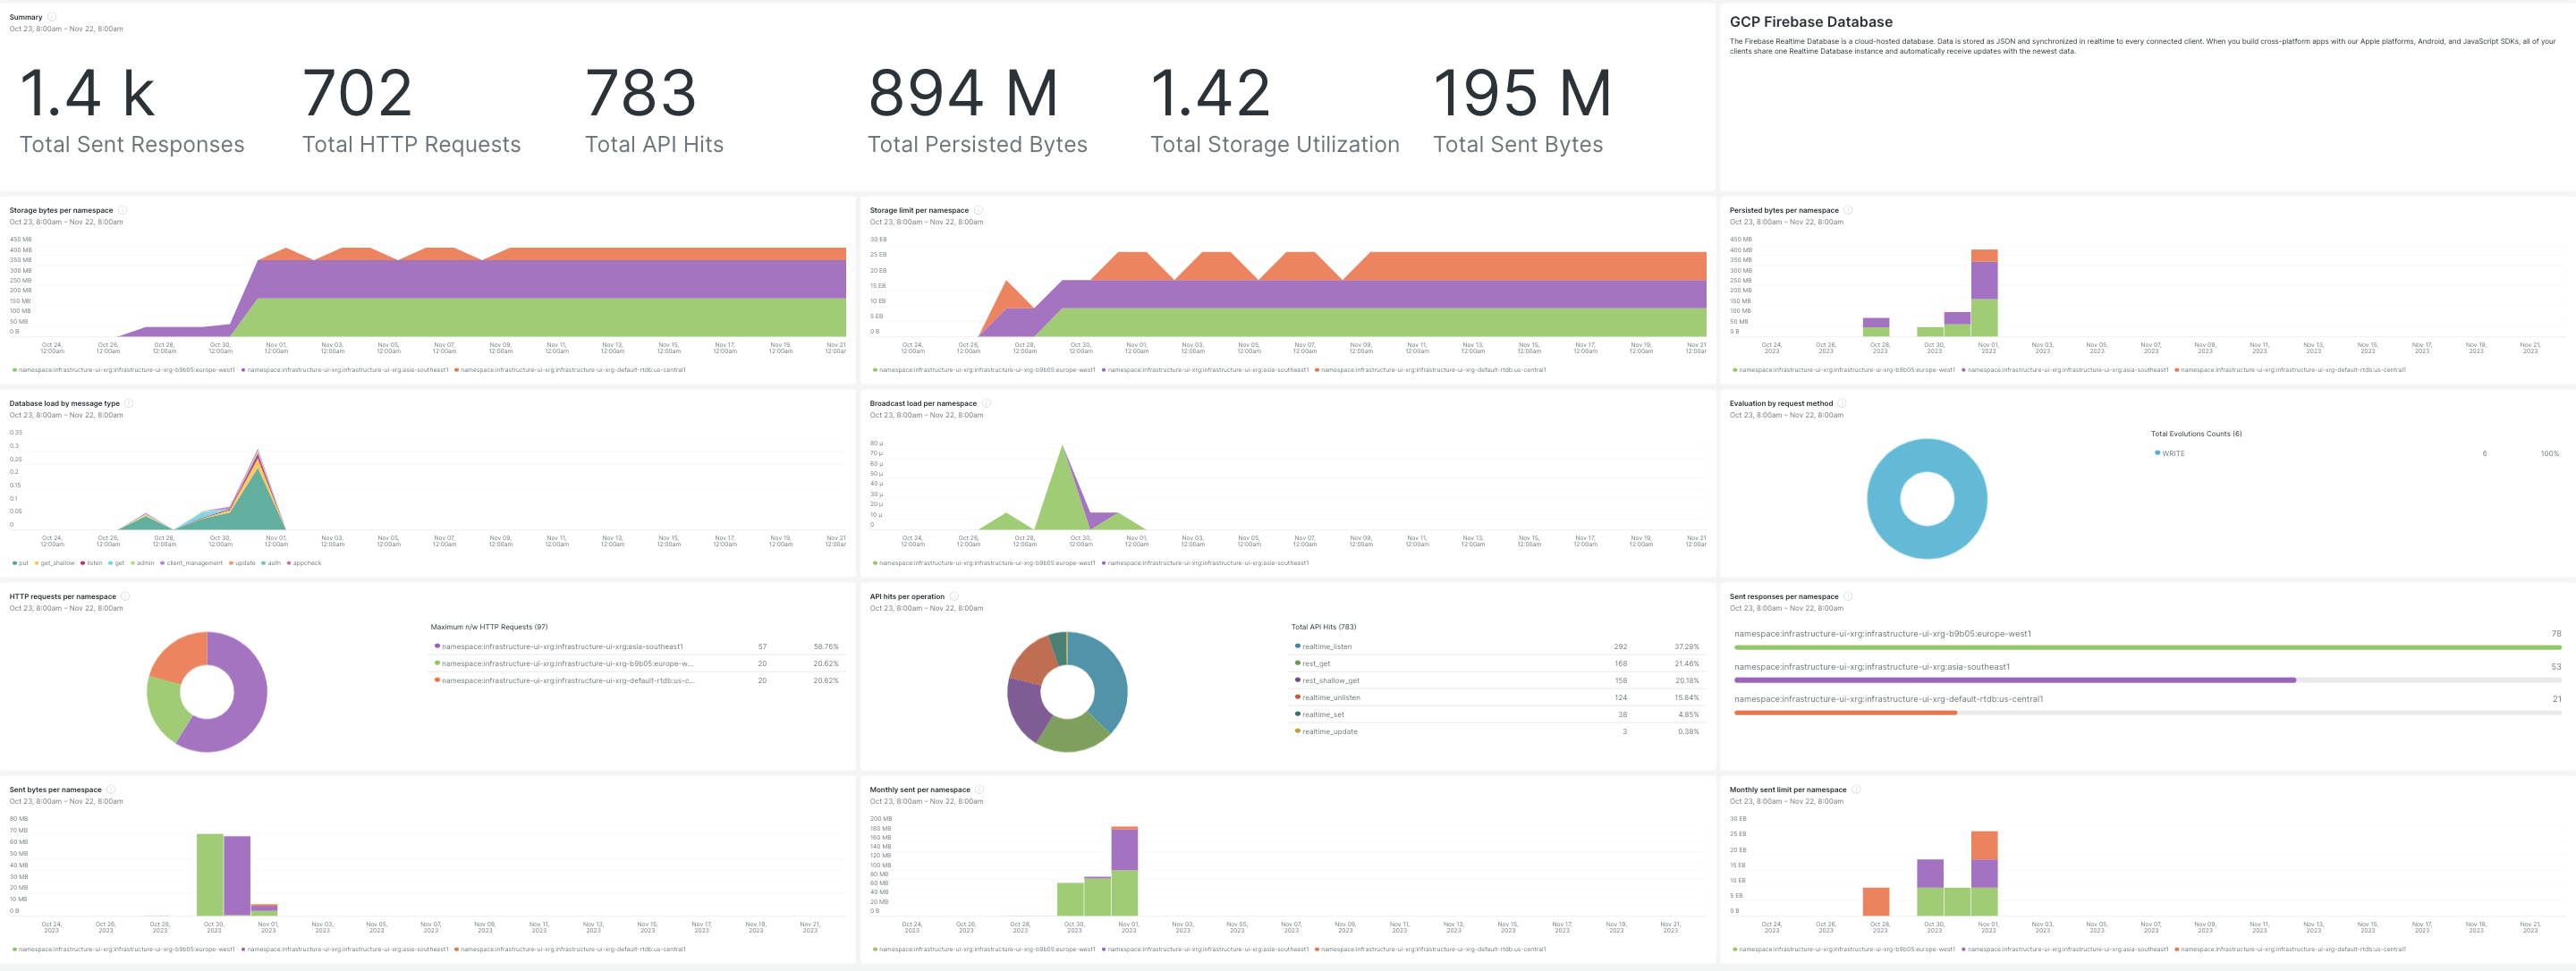 Summary
Oct 23, 8:00am – Nov 22, 8:00am
1.4 k
Total Sent Responses
702
Total HTTP Requests
783
Total API Hits
894 M
Total Persisted Bytes
1.42
Total Storage Utilization
195 M
Total Sent Bytes
GCP Firebase Database
The Firebase Realtime Database is a cloud-hosted database. Data is stored as JSON and synchronized in realtime to every connected client. When you build cross-platform apps with our Apple platforms, Android, and JavaScript SDKs, all of your
clients share one Realtime Database instance and automatically receive updates with the newest data.
Storage bytes per namespace
Oct 23, 8:00am – Nov 22, 8:00am
450 MB
400 MB
350 MB
300 MB
250 MB
200 MB
150 MB
100 MB
50 MB
0 B
Oct 24, Oct 26, Oct 28, Oct 30, Nov 01, Nov 03, Nov 05, Nov 07, Nov 09, Nov 11, Nov 13, Nov 15, Nov 17, Nov 19, Nov 21
12:00am 12:00am 12:00am 12:00am 12:00am 12:00am 12:00am 12:00am 12:00am 12:00am 12:00am 12:00am 12:00am 12:00am 12:00ar
namespace:infrastructure-ui-xrg:infrastructure-ui-xrg-b9b05:europe-west1 namespace:infrastructure-ui-xrg:infrastructure-ui-xrg:asia-southeast1 namespace:infrastructure-ui-xrg:infrastructure-ui-xrg-default-rtdb:us-central1
Storage limit per namespace
Oct 23, 8:00am – Nov 22, 8:00am
30 EB
25 EB
20 EB
15 EB
10 EB
5 EB
0 B
Oct 24, Oct 26, Oct 28, Oct 30, Nov 01, Nov 03, Nov 05, Nov 07, Nov 09, Nov 11, Nov 13, Nov 15, Nov 17, Nov 19, Nov 21
12:00am 12:00am 12:00am 12:00am 12:00am 12:00am 12:00am 12:00am 12:00am 12:00am 12:00am 12:00am 12:00am 12:00am 12:00ar
namespace:infrastructure-ui-xrg:infrastructure-ui-xrg-b9b05:europe-west1 namespace:infrastructure-ui-xrg:infrastructure-ui-xrg:asia-southeast1 namespace:infrastructure-ui-xrg:infrastructure-ui-xrg-default-rtdb:us-central1
Persisted bytes per namespace
Oct 23, 8:00am – Nov 22, 8:00am
450 MB
400 MB
350 MB
300 MB
250 MB
200 MB
150 MB
100 MB
50 MB
0 B
Oct 24, Oct 26, Oct 28, Oct 30, Nov 01, Nov 03, Nov 05, Nov 07, Nov 09, Nov 11, Nov 13, Nov 15, Nov 17, Nov 19, Nov 21,
2023 2023 2023 2023 2023 2023 2023 2023 2023 2023 2023 2023 2023 2023 2023
namespace:infrastructure-ui-xrg:infrastructure-ui-xrg-b9b05:europe-west1 namespace:infrastructure-ui-xrg:infrastructure-ui-xrg:asia-southeast1 namespace:infrastructure-ui-xrg:infrastructure-ui-xrg-default-rtdb:us-central1
Database load by message type
Oct 23, 8:00am – Nov 22, 8:00am
0.35
0.3
0.25
0.2
0.15
0.1
0.05
0
Oct 24, Oct 26, Oct 28, Oct 30, Nov 01, Nov 03, Nov 05, Nov 07, Nov 09, Nov 11, Nov 13, Nov 15, Nov 17, Nov 19, Nov 21
12:00am 12:00am 12:00am 12:00am 12:00am 12:00am 12:00am 12:00am 12:00am 12:00am 12:00am 12:00am 12:00am 12:00am 12:00ar
put get_shallow listen get admin client_management update auth appcheck
Broadcast load per namespace
Oct 23, 8:00am – Nov 22, 8:00am
80 µ
70 µ
60 µ
50 µ
40 µ
30 µ
20 µ
10 µ
0
Oct 24, Oct 26, Oct 28, Oct 30, Nov 01, Nov 03, Nov 05, Nov 07, Nov 09, Nov 11, Nov 13, Nov 15, Nov 17, Nov 19, Nov 21
12:00am 12:00am 12:00am 12:00am 12:00am 12:00am 12:00am 12:00am 12:00am 12:00am 12:00am 12:00am 12:00am 12:00am 12:00ar
namespace:infrastructure-ui-xrg:infrastructure-ui-xrg-b9b05:europe-west1 namespace:infrastructure-ui-xrg:infrastructure-ui-xrg:asia-southeast1
Evaluation by request method
Oct 23, 8:00am – Nov 22, 8:00am
Total Evolutions Counts (6)
WRITE 6 100%
HTTP requests per namespace
Oct 23, 8:00am – Nov 22, 8:00am
Maximum n/w HTTP Requests (97)
namespace:infrastructure-ui-xrg:infrastructure-ui-xrg:asia-southeast1 57 58.76%
namespace:infrastructure-ui-xrg:infrastructure-ui-xrg-b9b05:europe-w... 20 20.62%
namespace:infrastructure-ui-xrg:infrastructure-ui-xrg-default-rtdb:us-c... 20 20.62%
API hits per operation
Oct 23, 8:00am – Nov 22, 8:00am
Total API Hits (783)
realtime_listen 292 37.29%
rest_get 168 21.46%
rest_shallow_get 158 20.18%
realtime_unlisten 124 15.84%
realtime_set 38 4.85%
realtime_update 3 0.38%
Sent responses per namespace
Oct 23, 8:00am – Nov 22, 8:00am
namespace:infrastructure-ui-xrg:infrastructure-ui-xrg-b9b05:europe-west1 78
namespace:infrastructure-ui-xrg:infrastructure-ui-xrg:asia-southeast1 53
namespace:infrastructure-ui-xrg:infrastructure-ui-xrg-default-rtdb:us-central1 21
Sent bytes per namespace
Oct 23, 8:00am – Nov 22, 8:00am
80 MB
70 MB
60 MB
50 MB
40 MB
30 MB
20 MB
10 MB
0 B
Oct 24, Oct 26, Oct 28, Oct 30, Nov 01, Nov 03, Nov 05, Nov 07, Nov 09, Nov 11, Nov 13, Nov 15, Nov 17, Nov 19, Nov 21,
2023 2023 2023 2023 2023 2023 2023 2023 2023 2023 2023 2023 2023 2023 2023
namespace:infrastructure-ui-xrg:infrastructure-ui-xrg-b9b05:europe-west1 namespace:infrastructure-ui-xrg:infrastructure-ui-xrg:asia-southeast1 namespace:infrastructure-ui-xrg:infrastructure-ui-xrg-default-rtdb:us-central1
Monthly sent per namespace
Oct 23, 8:00am – Nov 22, 8:00am
200 MB
180 MB
160 MB
140 MB
120 MB
100 MB
80 MB
60 MB
40 MB
20 MB
0 B
Oct 24, Oct 26, Oct 28, Oct 30, Nov 01, Nov 03, Nov 05, Nov 07, Nov 09, Nov 11, Nov 13, Nov 15, Nov 17, Nov 19, Nov 21,
2023 2023 2023 2023 2023 2023 2023 2023 2023 2023 2023 2023 2023 2023 2023
namespace:infrastructure-ui-xrg:infrastructure-ui-xrg-b9b05:europe-west1 namespace:infrastructure-ui-xrg:infrastructure-ui-xrg:asia-southeast1 namespace:infrastructure-ui-xrg:infrastructure-ui-xrg-default-rtdb:us-central1
Monthly sent limit per namespace
Oct 23, 8:00am – Nov 22, 8:00am
30 EB
25 EB
20 EB
15 EB
10 EB
5 EB
0 B
Oct 24, Oct 26, Oct 28, Oct 30, Nov 01, Nov 03, Nov 05, Nov 07, Nov 09, Nov 11, Nov 13, Nov 15, Nov 17, Nov 19, Nov 21,
2023 2023 2023 2023 2023 2023 2023 2023 2023 2023 2023 2023 2023 2023 2023
namespace:infrastructure-ui-xrg:infrastructure-ui-xrg-b9b05:europe-west1 namespace:infrastructure-ui-xrg:infrastructure-ui-xrg:asia-southeast1 namespace:infrastructure-ui-xrg:infrastructure-ui-xrg-default-rtdb:us-central1